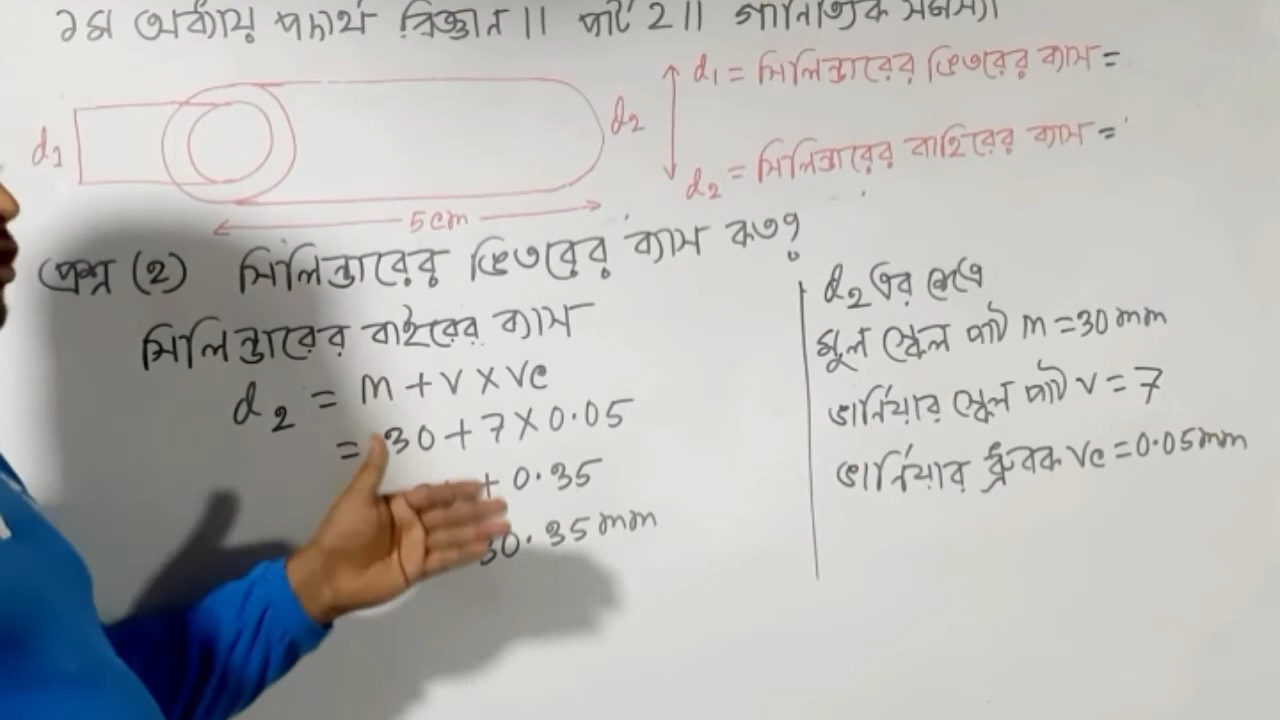 ১ম অধ্যায় পদার্থ বিজ্ঞান ।। পার্ট 2 ।। গাণিতিক সমস্যা
d1 = সিলিন্ডারের ভিতরের ব্যাস =
d1
d2
d2 = সিলিন্ডারের বাহিরের ব্যাস =
5cm
প্রশ্ন (2) সিলিন্ডারের ভিতরের ব্যাস কত?
সিলিন্ডারের বাইরের ব্যাস
d2 = M + V × Vc
= 30 + 7 × 0.05
+ 0.35
30.35 mm
d2 এর ক্ষেত্রে
মূল স্কেল পাঠ M = 30 mm
ভার্নিয়ার স্কেল পাঠ V = 7
ভার্নিয়ার ধ্রুবক Vc = 0.05 mm